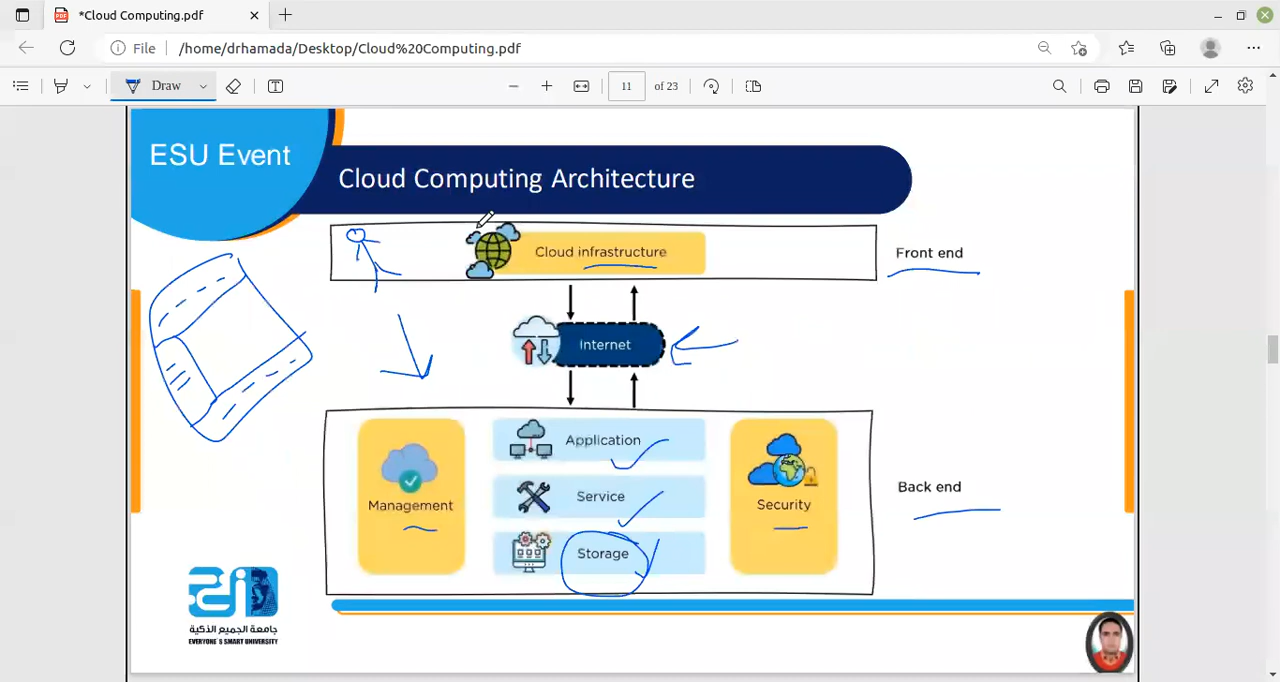 *Cloud Computing.pdf
File
/home/drhamada/Desktop/Cloud%20Computing.pdf
Draw
11 of 23
ESU Event
Cloud Computing Architecture
Cloud infrastructure
Front end
Internet
Application
Management
Service
Security
Back end
Storage
جامعة الجميع الذكية
EVERYONE'S SMART UNIVERSITY